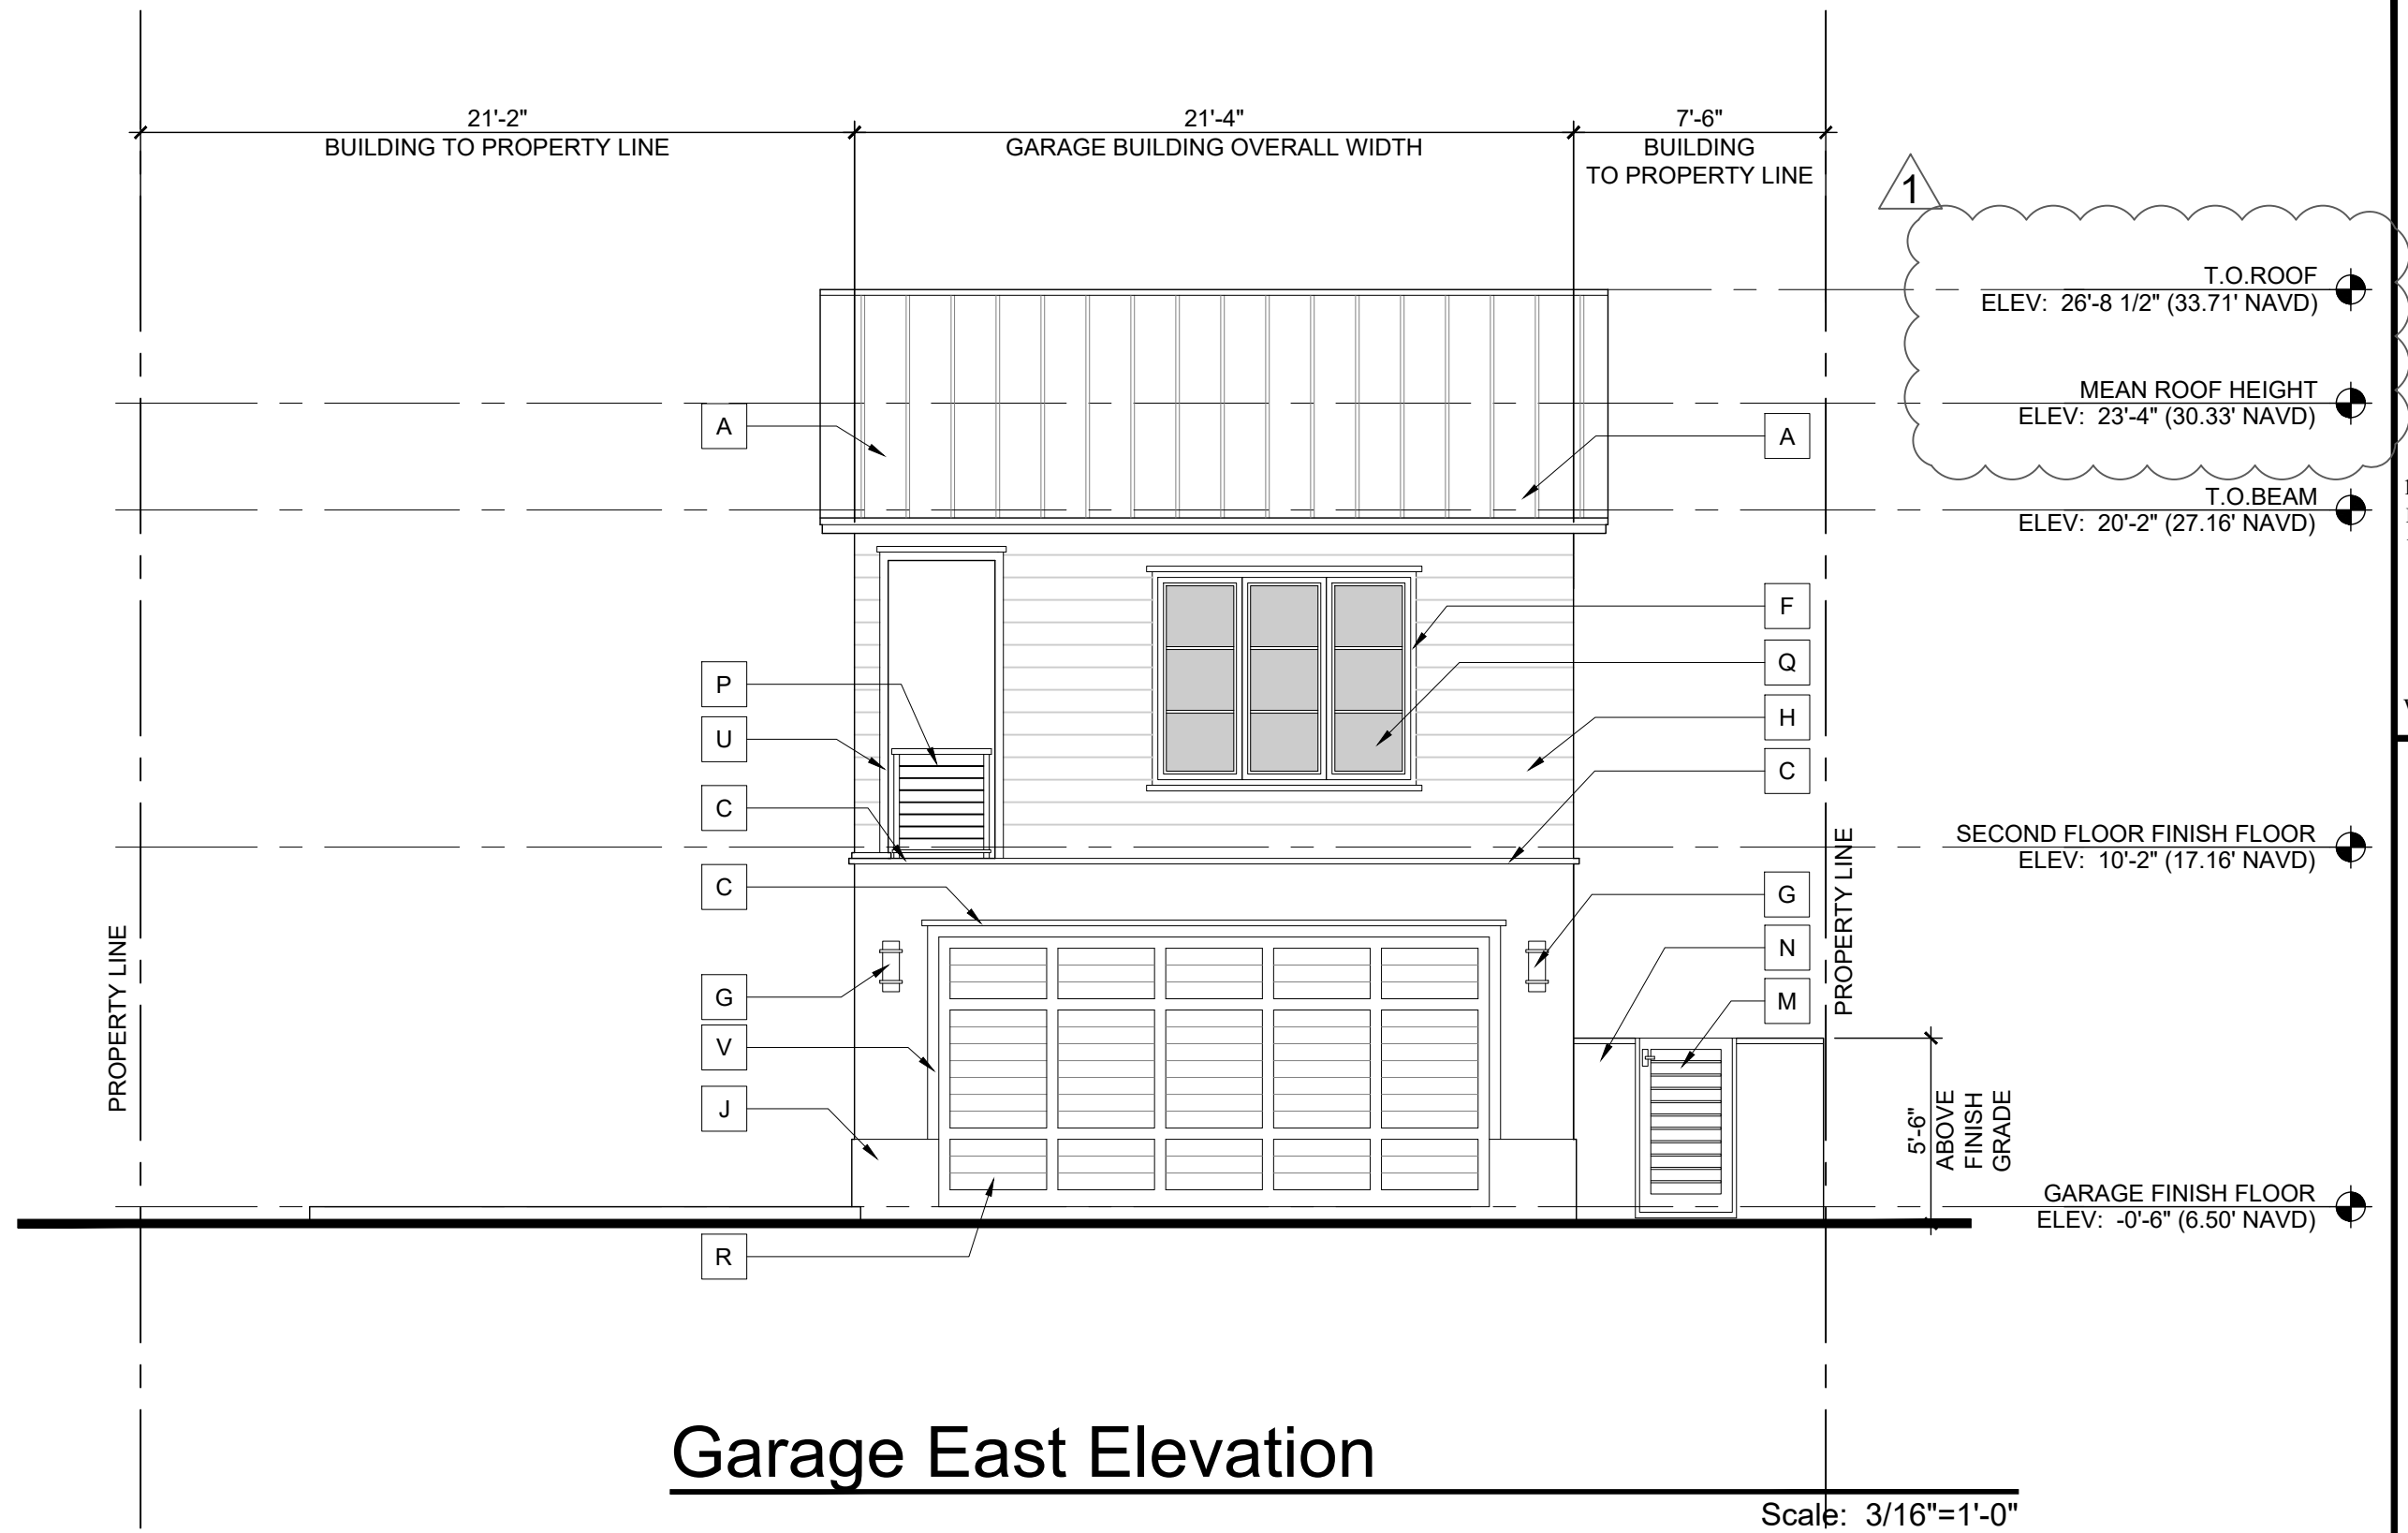 21'-2"
BUILDING TO PROPERTY LINE
21'-4"
GARAGE BUILDING OVERALL WIDTH
7'-6"
BUILDING
TO PROPERTY LINE
1
T.O.ROOF
ELEV: 26'-8 1/2" (33.71' NAVD)
MEAN ROOF HEIGHT
ELEV: 23'-4" (30.33' NAVD)
T.O.BEAM
ELEV: 20'-2" (27.16' NAVD)
SECOND FLOOR FINISH FLOOR
ELEV: 10'-2" (17.16' NAVD)
GARAGE FINISH FLOOR
ELEV: -0'-6" (6.50' NAVD)
A
P
U
C
C
G
V
J
R
A
F
Q
H
C
G
N
M
PROPERTY LINE
PROPERTY LINE
5'-6"
ABOVE
FINISH
GRADE
Garage East Elevation
Scale: 3/16"=1'-0"